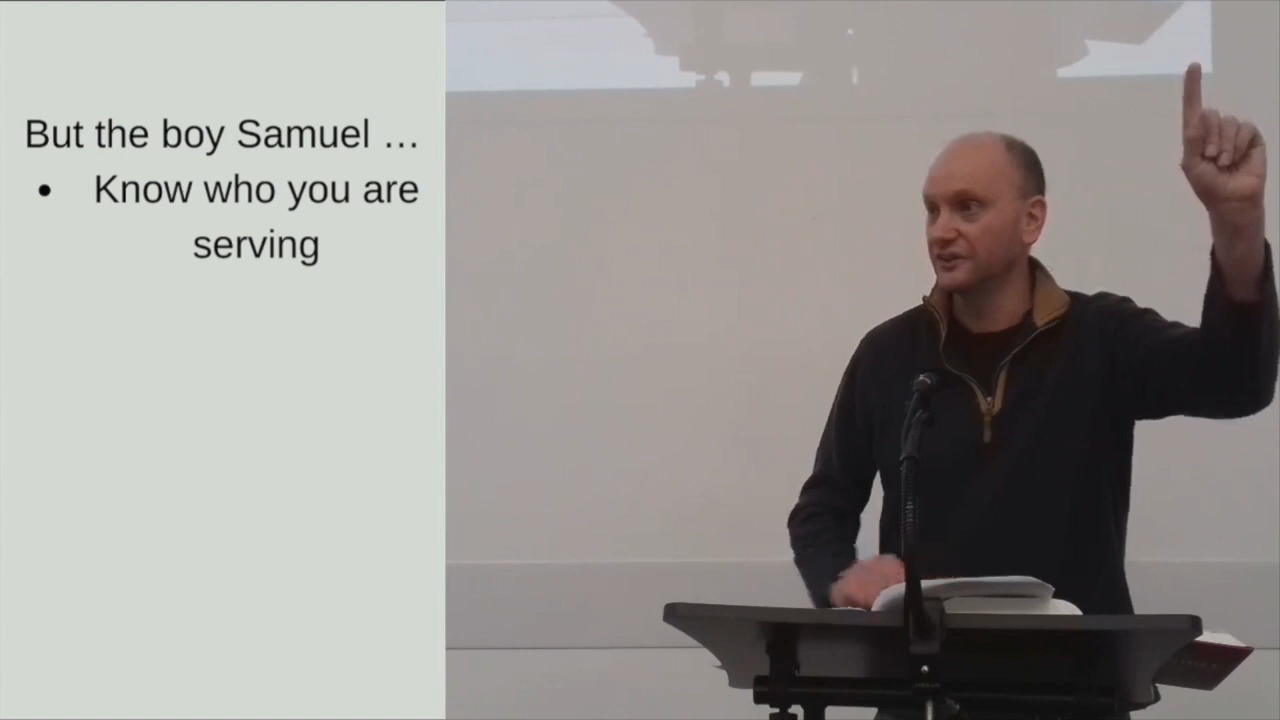 But the boy Samuel …
• Know who you are
serving